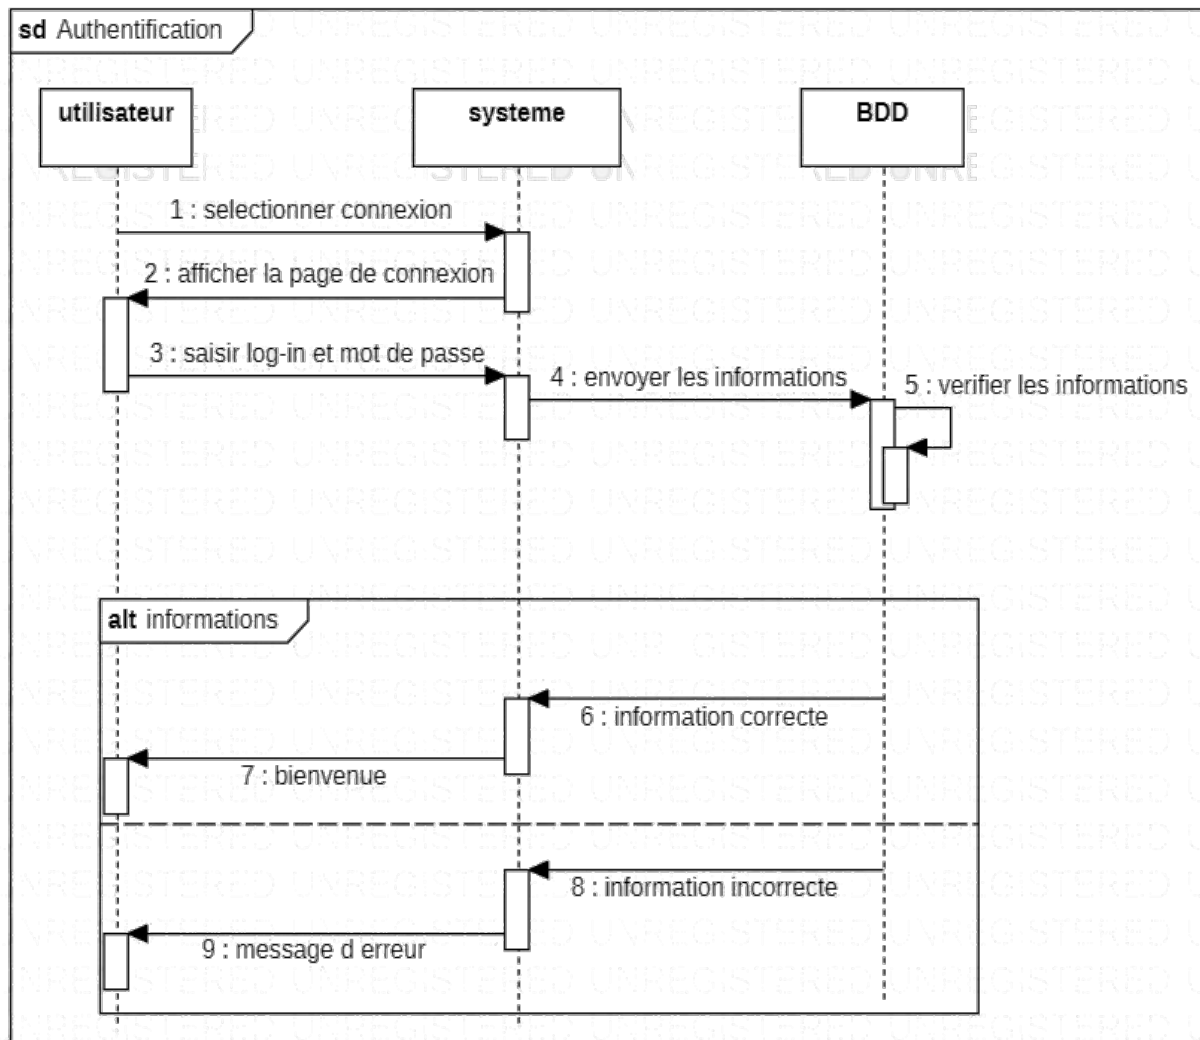 sd Authentification
utilisateur
systeme
BDD
1 : selectionner connexion
2 : afficher la page de connexion
3 : saisir log-in et mot de passe
4 : envoyer les informations
5 : verifier les informations
alt informations
6 : information correcte
7 : bienvenue
8 : information incorrecte
9 : message d erreur
UNREGISTERED